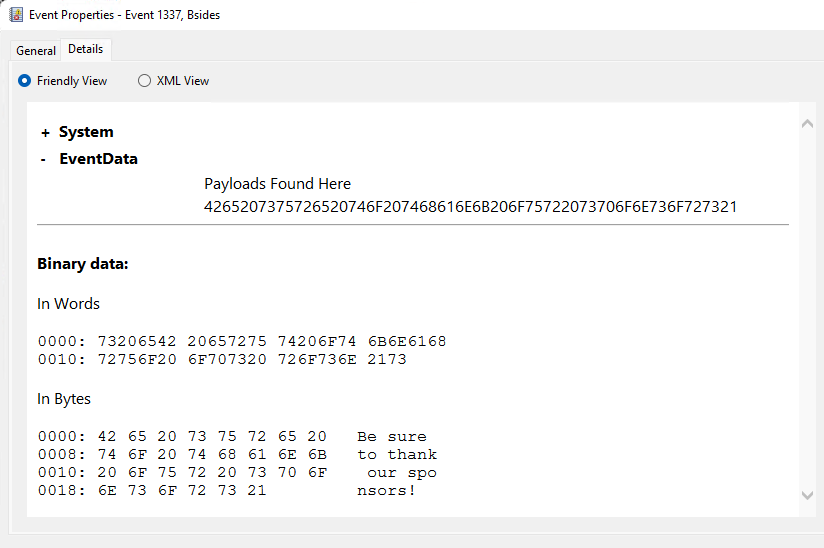 Event Properties - Event 1337, Bsides
General Details
Friendly View XML View
+ System
- EventData
Payloads Found Here
4265207375726520746F207468616E6B206F75722073706F6E736F727321
Binary data:
In Words
0000: 73206542 20657275 74206F74 6B6E6168
0010: 72756F20 6F707320 726F736E 2173
In Bytes
0000: 42 65 20 73 75 72 65 20 Be sure
0008: 74 6F 20 74 68 61 6E 6B to thank
0010: 20 6F 75 72 20 73 70 6F our spo
0018: 6E 73 6F 72 73 21 nsors!